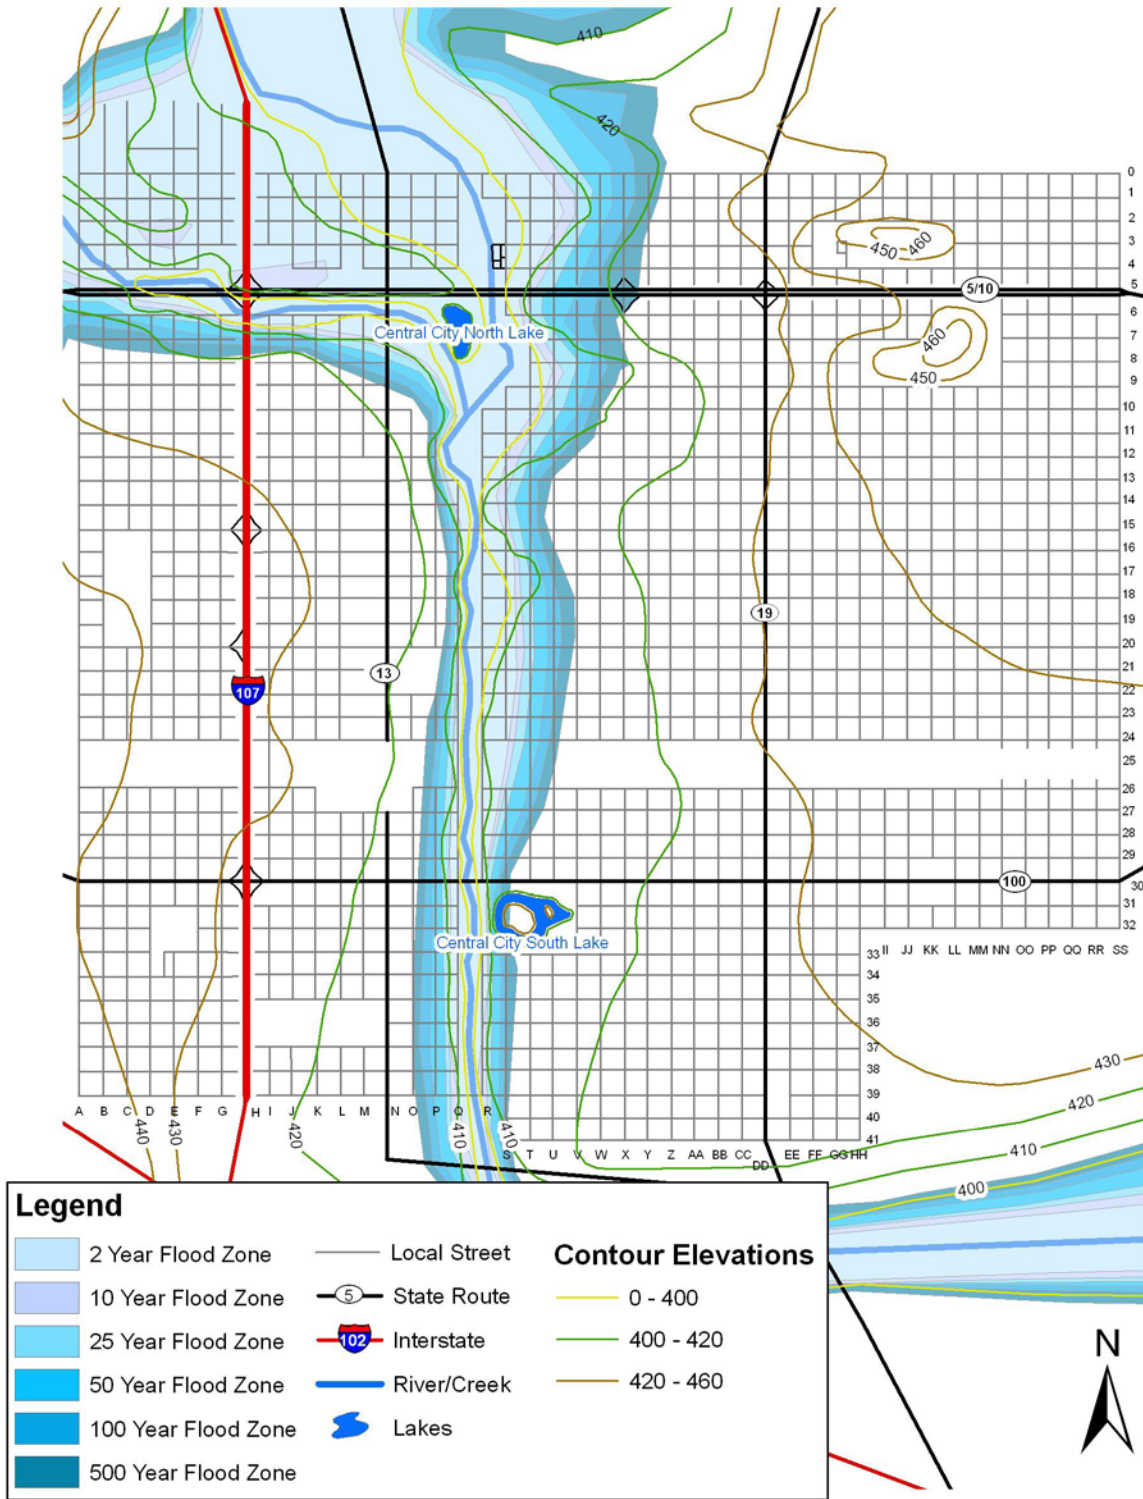 410
420
0
1
2
3
450 460
4
5
5/10
6
Central City North Lake
7
460
8
450
9
10
11
12
13
14
15
16
17
18
19
19
20
13
21
107
22
23
24
25
26
27
28
29
100
30
31
32
Central City South Lake
II JJ KK LL MM NN OO PP QQ RR SS
33
34
35
36
37
430
38
39
420
A B C D E F G H I J K L M N O P Q R
40
440 430 420 410 410
41
410
S T U V W X Y Z AA BB CC DD EE FF GG HH
400
Legend
2 Year Flood Zone
10 Year Flood Zone
25 Year Flood Zone
50 Year Flood Zone
100 Year Flood Zone
500 Year Flood Zone
Local Street
5 State Route
102 Interstate
River/Creek
Lakes
Contour Elevations
0 - 400
400 - 420
420 - 460
N